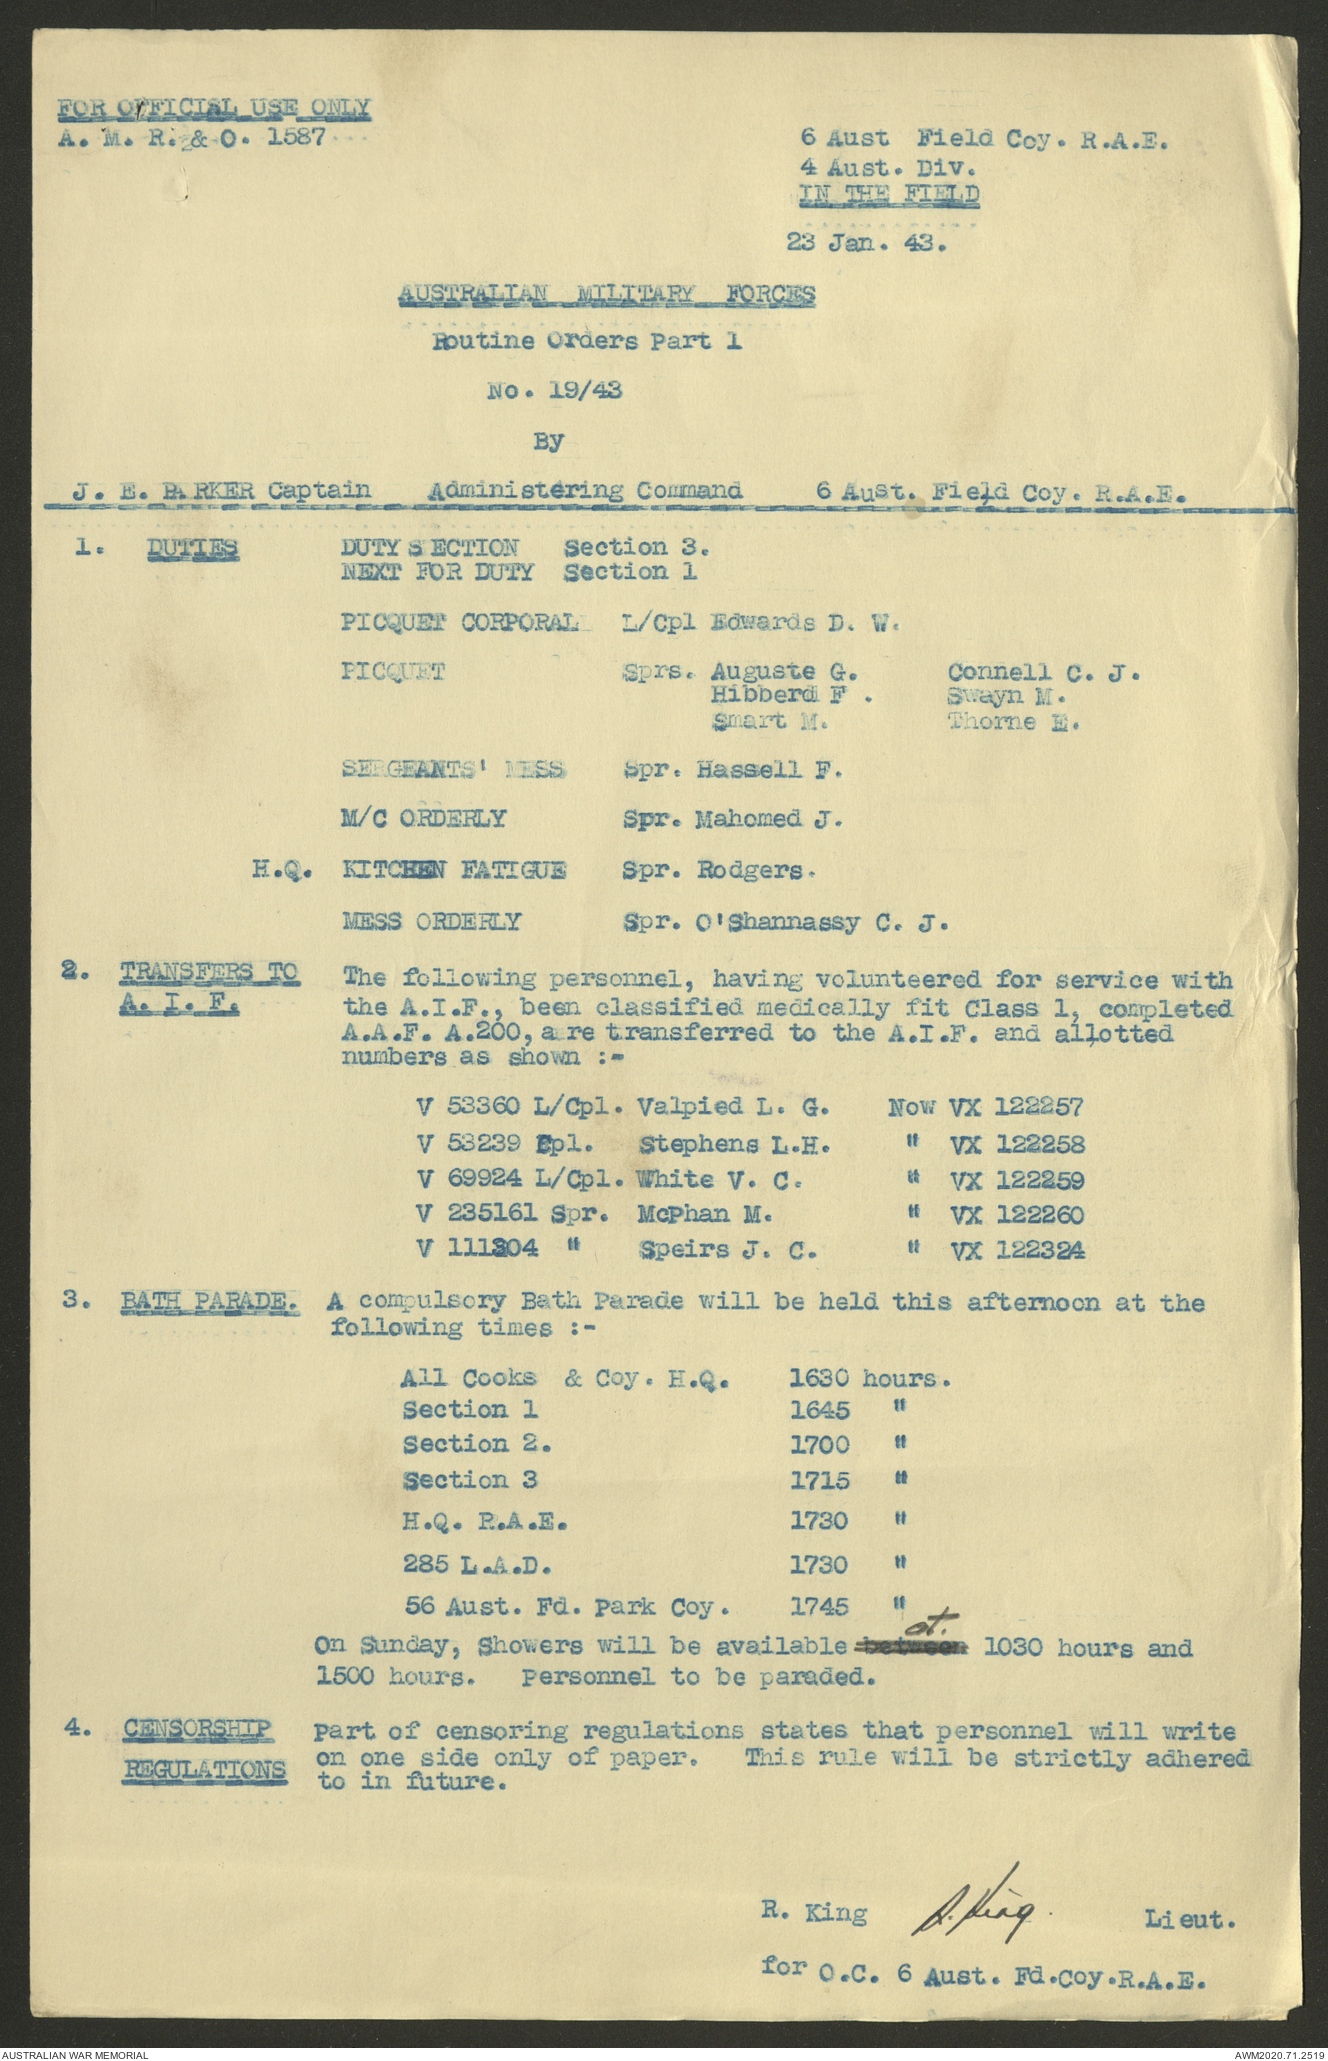 FOR OFFICIAL USE ONLY
A. M. R. & O. 1587
6 Aust Field Coy. R.A.E.
4 Aust. Div.
IN THE FIELD
23 Jan. 43.
AUSTRALIAN MILITARY FORCES
Routine Orders Part 1
No. 19/43
By
J. E. PARKER Captain Administering Command 6 Aust. Field Coy. R.A.E.
1. DUTIES DUTY SECTION Section 3.
NEXT FOR DUTY Section 1
PICQUET CORPORAL L/Cpl Edwards D. W.
PICQUET Sprs. Auguste G. Connell C. J.
Hibberd F . Swayn M.
Smart M. Thorne E.
SERGEANTS' MESS Spr. Hassell F.
M/C ORDERLY Spr. Mahomed J.
H.Q. KITCHEN FATIGUE Spr. Rodgers.
MESS ORDERLY Spr. O'Shannassy C. J.
2. TRANSFERS TO A. I. F. The following personnel, having volunteered for service with
the A.I.F., been classified medically fit Class 1, completed
A.A.F. A.200, are transferred to the A.I.F. and allotted
numbers as shown :-
V 53360 L/Cpl. Valpied L. G. Now VX 122257
V 53239 Cpl. Stephens L.H. " VX 122258
V 69924 L/Cpl. White V. C. " VX 122259
V 235161 Spr. McPhan M. " VX 122260
V 111304 " Speirs J. C. " VX 122324
3. BATH PARADE. A compulsory Bath Parade will be held this afternoon at the
following times :-
All Cooks & Coy. H.Q. 1630 hours.
Section 1 1645 "
Section 2. 1700 "
Section 3 1715 "
H.Q. R.A.E. 1730 "
285 L.A.D. 1730 "
56 Aust. Fd. Park Coy. 1745 "
On Sunday, Showers will be available between at. 1030 hours and
1500 hours. Personnel to be paraded.
4. CENSORSHIP REGULATIONS Part of censoring regulations states that personnel will write
on one side only of paper. This rule will be strictly adhered
to in future.
R. King R. King Lieut.
for O.C. 6 Aust. Fd.Coy.R.A.E.
AUSTRALIAN WAR MEMORIAL
AWM2020.71.2519